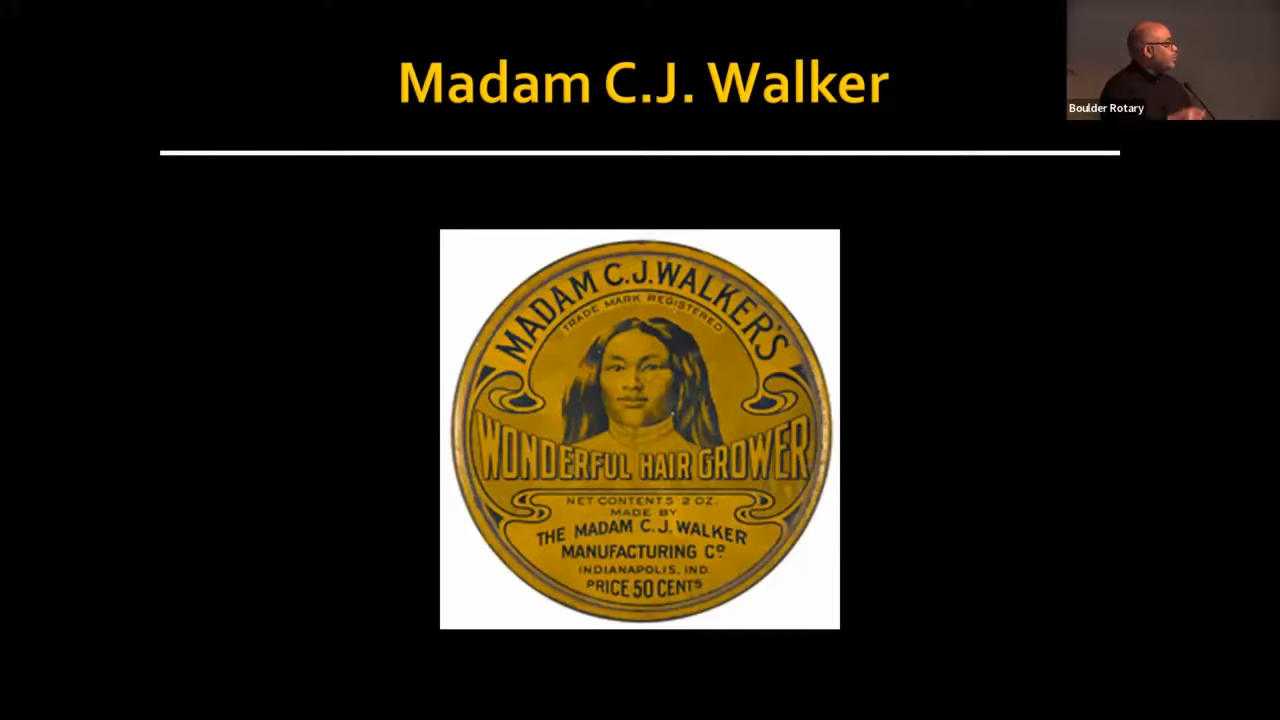 Madam C.J. Walker
Boulder Rotary
MADAM C.J.WALKER'S
TRADE MARK REGISTERED
WONDERFUL HAIR GROWER
NET CONTENTS 2 OZ.
MADE BY
THE MADAM C.J. WALKER
MANUFACTURING Cº
INDIANAPOLIS, IND.
PRICE 50 CENTS